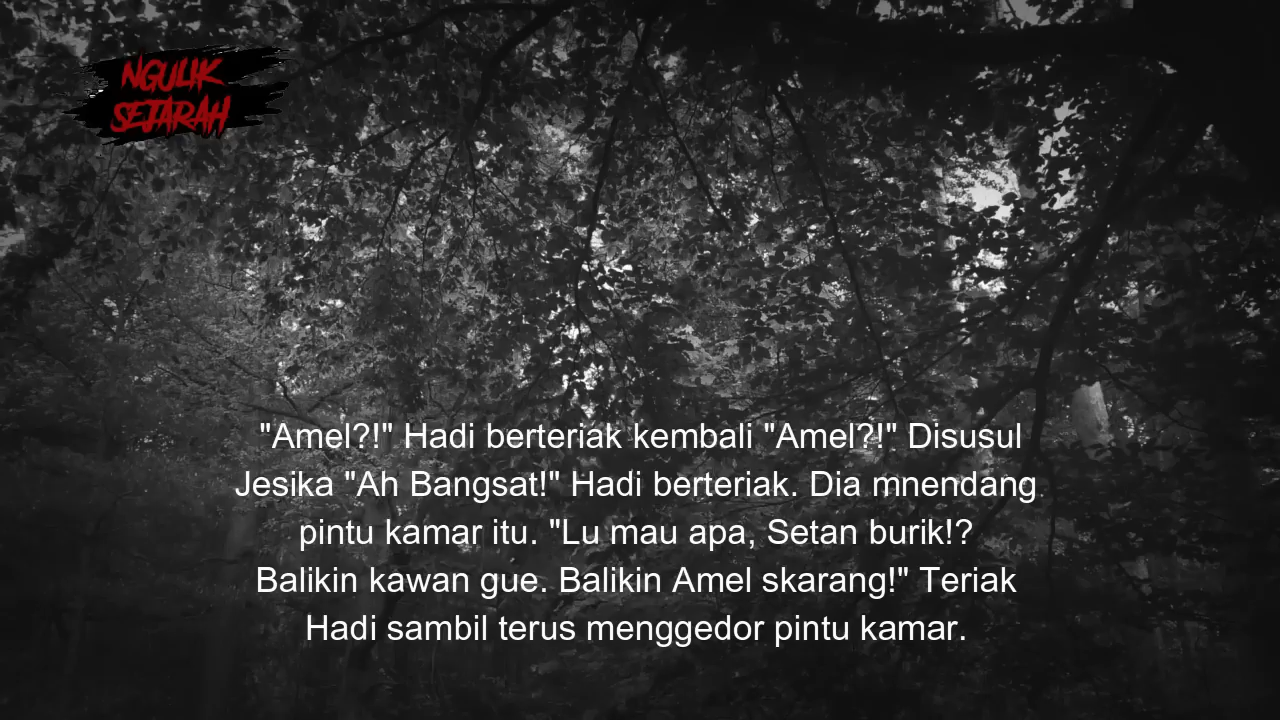 NGULIK
SEJARAH
"Amel?!" Hadi berteriak kembali "Amel?!" Disusul
Jesika "Ah Bangsat!" Hadi berteriak. Dia mnendang
pintu kamar itu. "Lu mau apa, Setan burik!?
Balikin kawan gue. Balikin Amel skarang!" Teriak
Hadi sambil terus menggedor pintu kamar.